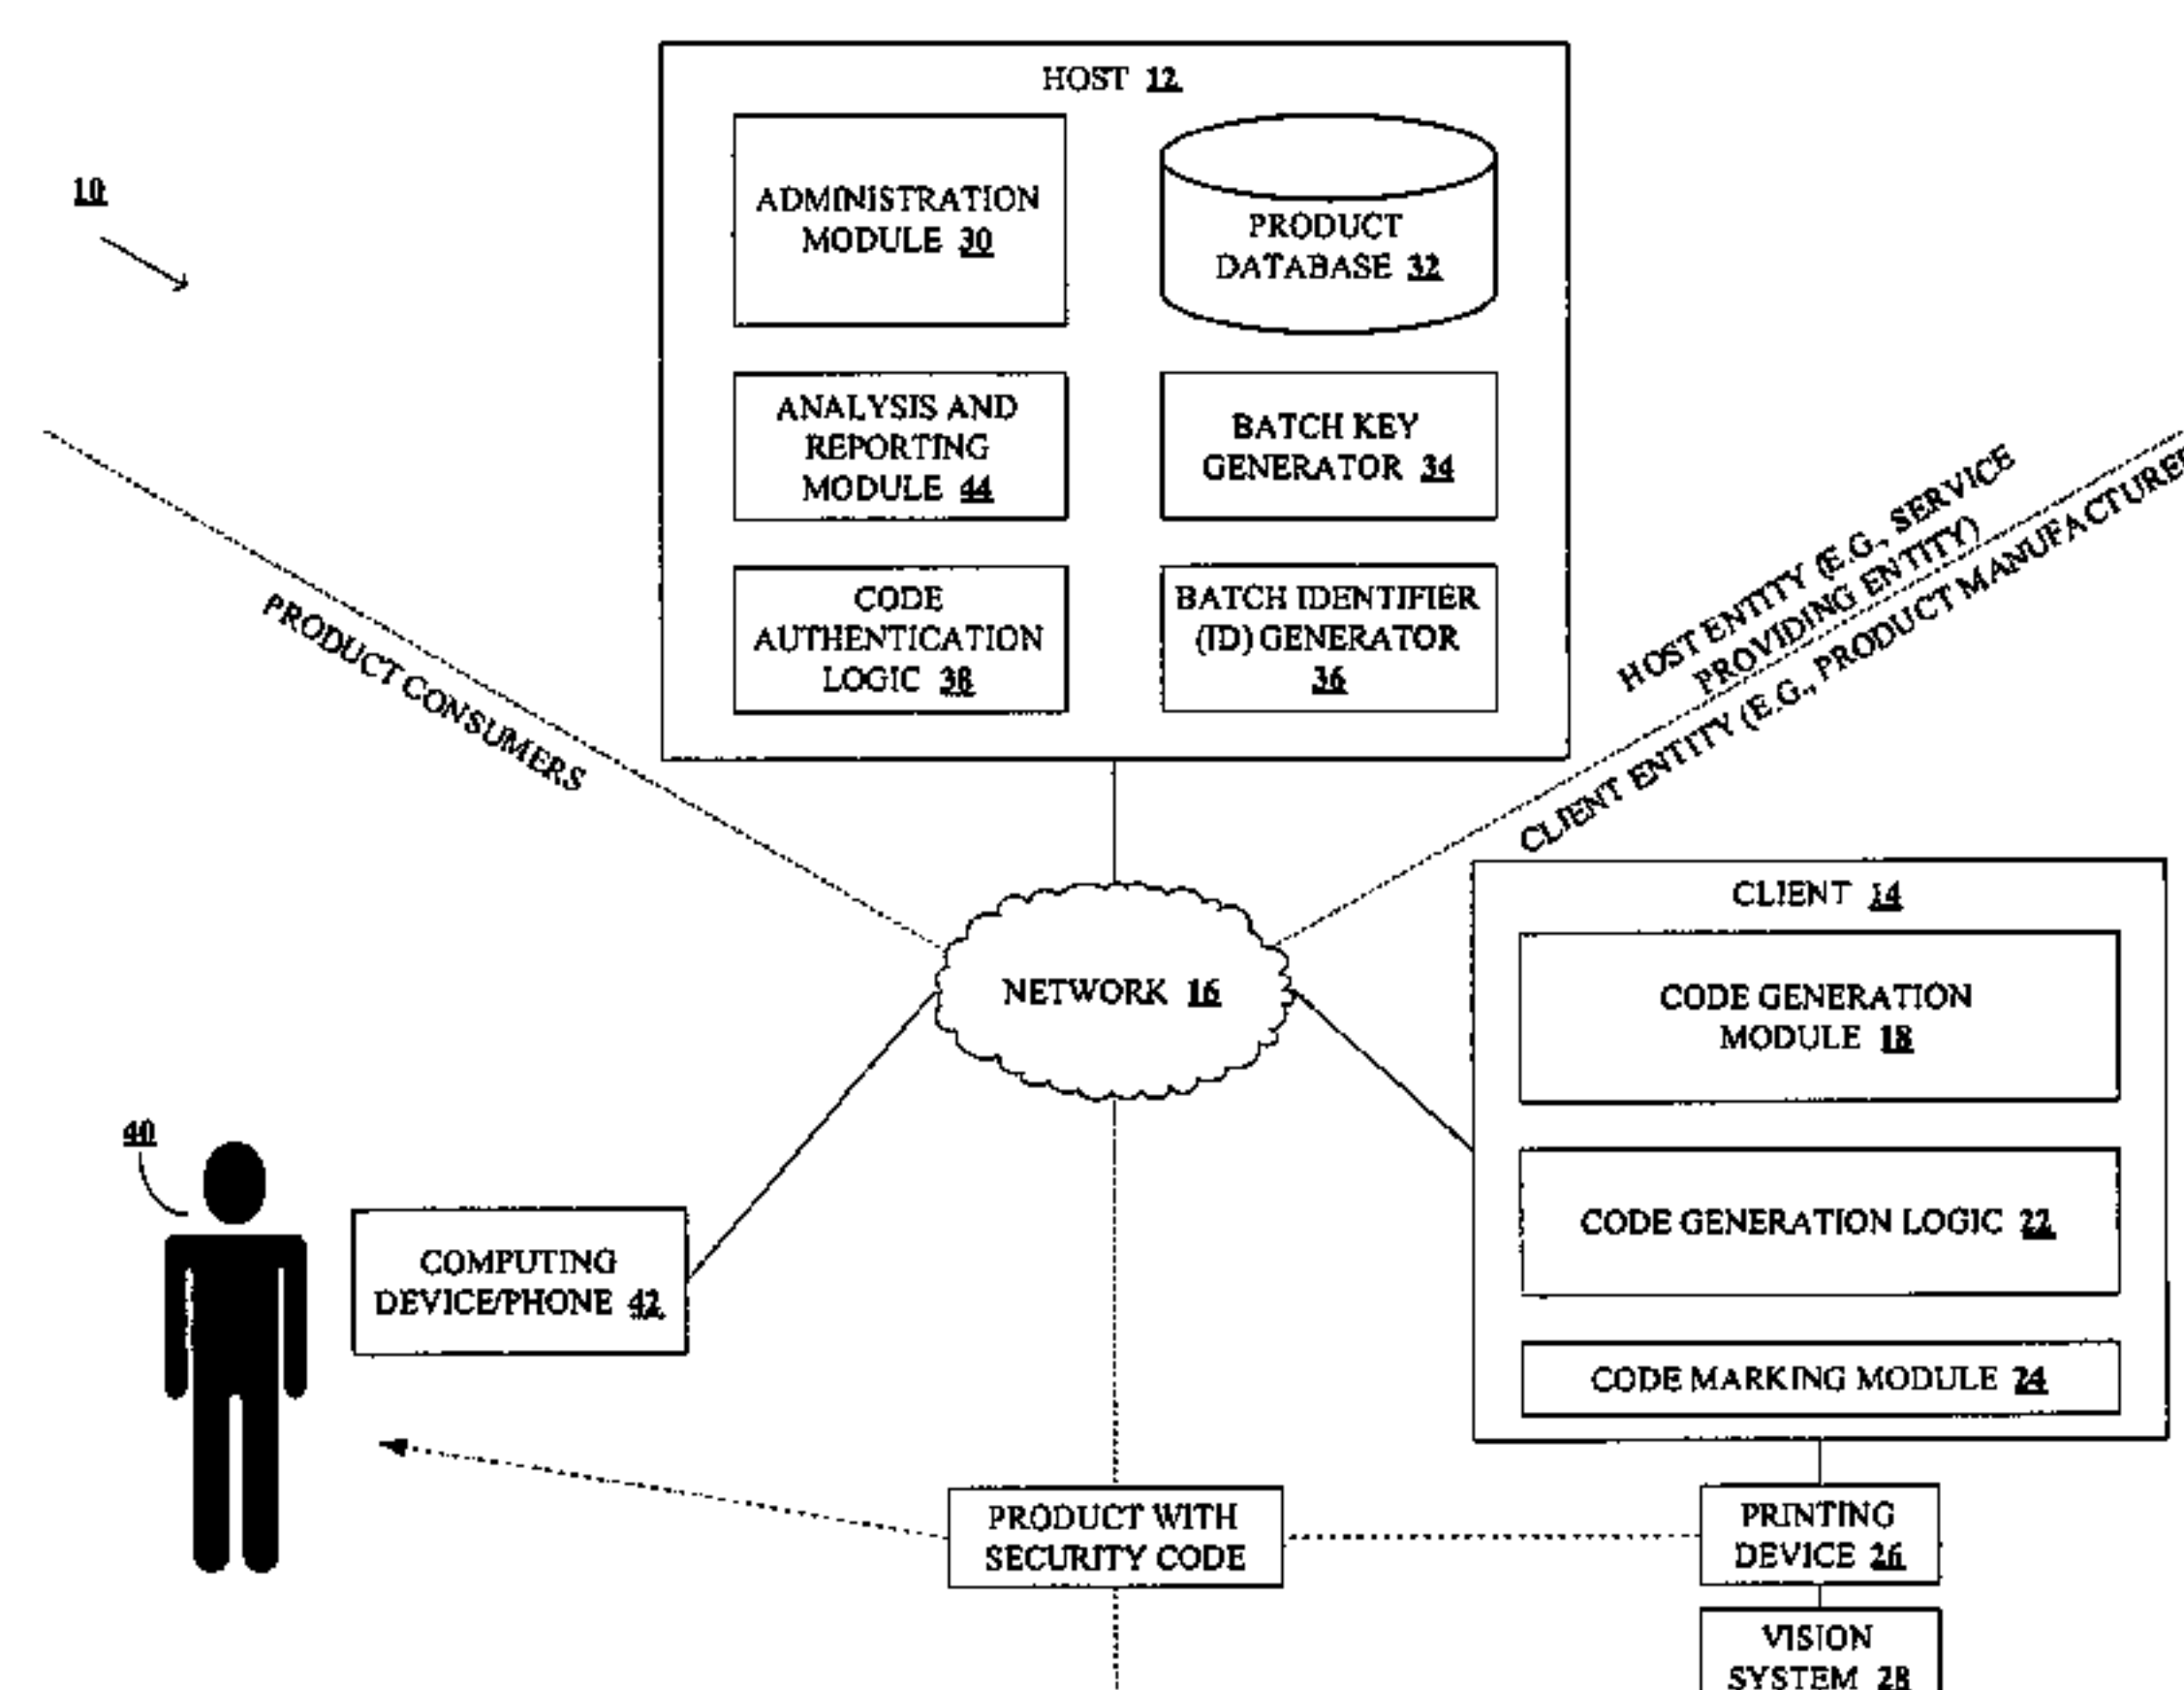 HOST 12
10
ADMINISTRATION
MODULE 30
PRODUCT
DATABASE 32
ANALYSIS AND
REPORTING
MODULE 44
BATCH KEY
GENERATOR 34
CODE
AUTHENTICATION
LOGIC 38
BATCH IDENTIFIER
(ID) GENERATOR
36
PRODUCT CONSUMERS
HOST ENTITY (E.G., SERVICE
PROVIDING ENTITY)
CLIENT ENTITY (E.G., PRODUCT MANUFACTURER
NETWORK 16
CLIENT 14
CODE GENERATION
MODULE 18
CODE GENERATION LOGIC 22
CODE MARKING MODULE 24
40
COMPUTING
DEVICE/PHONE 42
PRODUCT WITH
SECURITY CODE
PRINTING
DEVICE 26
VISION
SYSTEM 28